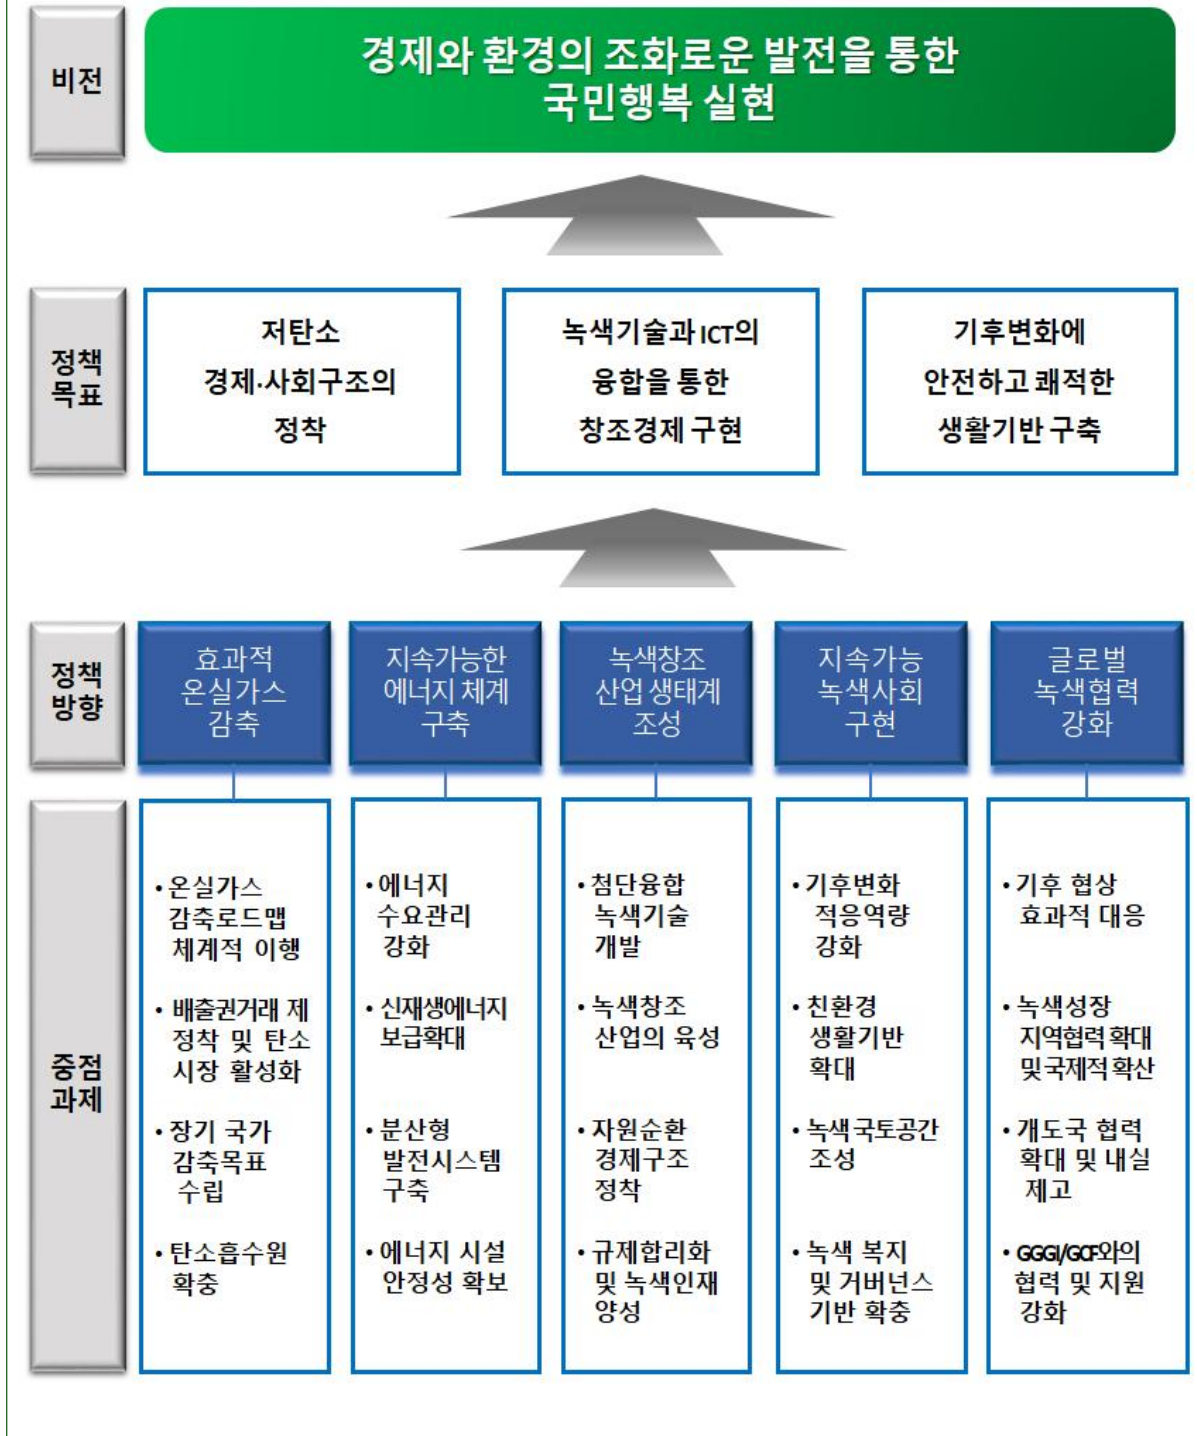 비전
경제와 환경의 조화로운 발전을 통한
국민행복 실현
정책
목표
저탄소
경제·사회구조의
정착
녹색기술과 ICT의
융합을 통한
창조경제 구현
기후변화에
안전하고 쾌적한
생활기반 구축
정책
방향
효과적
온실가스
감축
지속가능한
에너지 체계
구축
녹색창조
산업 생태계
조성
지속가능
녹색사회
구현
글로벌
녹색협력
강화
중점
과제
• 온실가스
감축로드맵
체계적 이행
• 배출권거래 제
정착 및 탄소
시장 활성화
• 장기 국가
감축목표
수립
• 탄소흡수원
확충
• 에너지
수요관리
강화
• 신재생에너지
보급확대
• 분산형
발전시스템
구축
• 에너지 시설
안정성 확보
• 첨단융합
녹색기술
개발
• 녹색창조
산업의 육성
• 자원순환
경제구조
정착
• 규제합리화
및 녹색인재
양성
• 기후변화
적응역량
강화
• 친환경
생활기반
확대
• 녹색 국토공간
조성
• 녹색 복지
및 거버넌스
기반 확충
• 기후 협상
효과적 대응
• 녹색성장
지역협력 확대
및 국제적 확산
• 개도국 협력
확대 및 내실
제고
• GGGI/GCF와의
협력 및 지원
강화